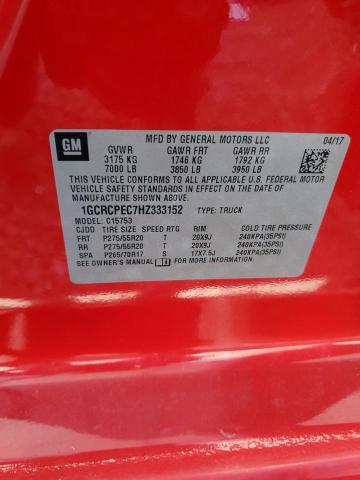 MFD BY GENERAL MOTORS LLC 04/17
GM
GVWR GAWR FRT GAWR RR
3175 KG 1746 KG 1792 KG
7000 LB 3850 LB 3950 LB
THIS VEHICLE CONFORMS TO ALL APPLICABLE U.S. FEDERAL MOTOR
VEHICLE SAFETY AND THEFT PREVENTION STANDARDS IN EFFECT ON THE DATE
OF MANUFACTURE SHOWN ABOVE.
1GCRCPEC7HZ333152 TYPE: TRUCK
MODEL: C15753
CJDD TIRE SIZE SPEED RTG RIM COLD TIRE PRESSURE
FRT P275/55R20 T 20X9J 240KPA(35PSI)
RR P275/55R20 T 20X9J 240KPA(35PSI)
SPA P265/70R17 S 17X7.5J 240KPA(35PSI)
SEE OWNER'S MANUAL FOR MORE INFORMATION.